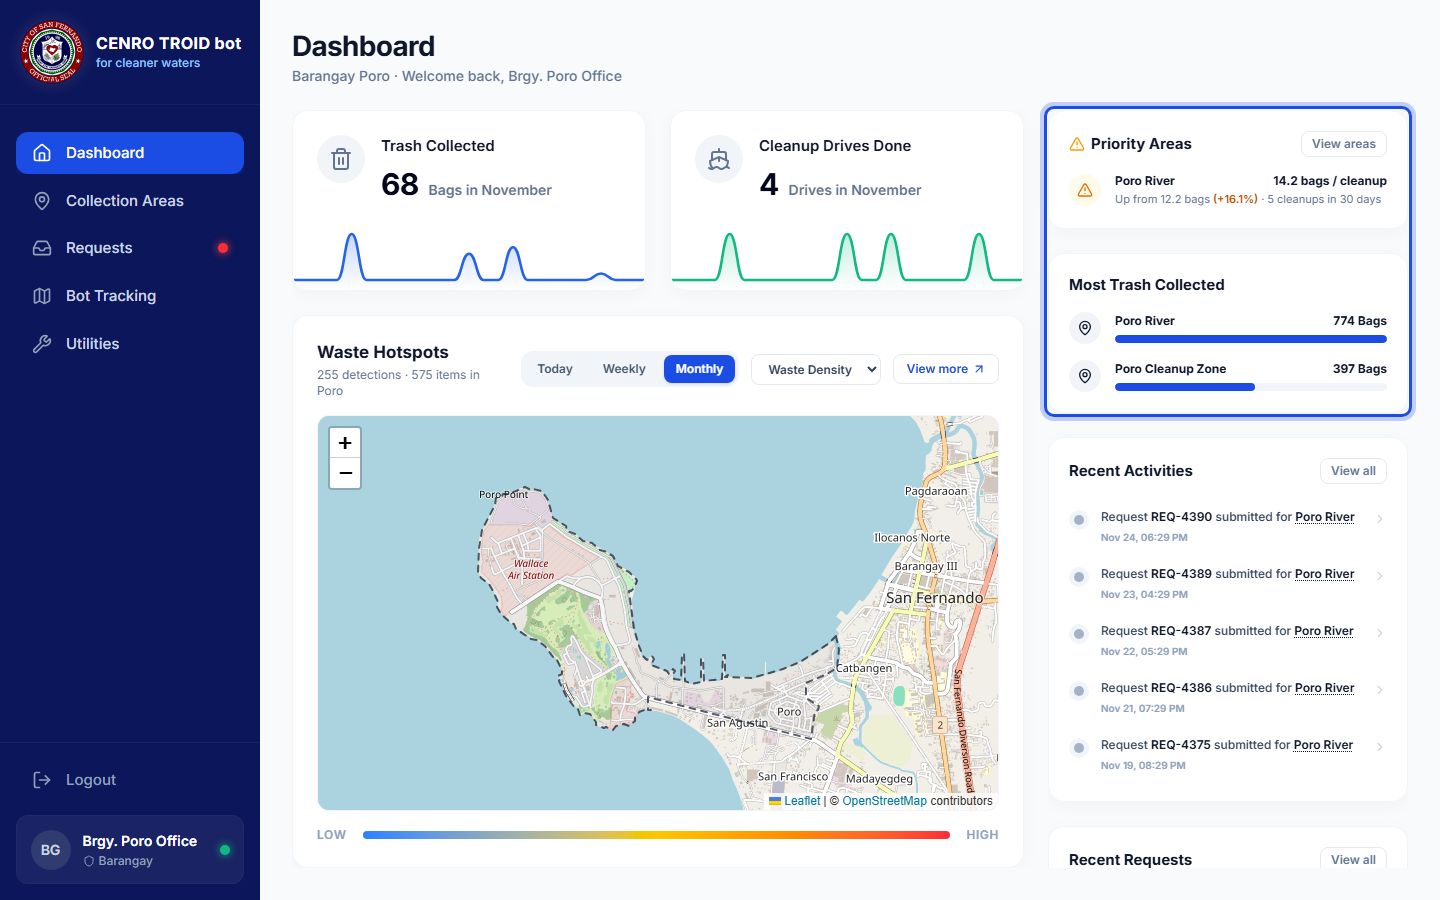 CITY OF SAN FERNANDO
OFFICIAL SEAL
CENRO TROID bot
for cleaner waters
Dashboard
Collection Areas
Requests
Bot Tracking
Utilities
Logout
BG
Brgy. Poro Office
Barangay
Dashboard
Barangay Poro · Welcome back, Brgy. Poro Office
Trash Collected
68 Bags in November
Cleanup Drives Done
4 Drives in November
Waste Hotspots
255 detections · 575 items in
Poro
Today
Weekly
Monthly
Waste Density
View more
+
−
Poro Point
Wallace
Air Station
Pagdaraoan
Ilocanos Norte
Barangay III
San Fernando
Catbangen
Poro
San Agustin
San Francisco
Madayegdeg
2
San Fernando Diversion Road
Leaflet | © OpenStreetMap contributors
LOW
HIGH
Priority Areas
View areas
Poro River 14.2 bags / cleanup
Up from 12.2 bags (+16.1%) · 5 cleanups in 30 days
Most Trash Collected
Poro River 774 Bags
Poro Cleanup Zone 397 Bags
Recent Activities
View all
Request REQ-4390 submitted for Poro River
Nov 24, 06:29 PM
Request REQ-4389 submitted for Poro River
Nov 23, 04:29 PM
Request REQ-4387 submitted for Poro River
Nov 22, 05:29 PM
Request REQ-4386 submitted for Poro River
Nov 21, 07:29 PM
Request REQ-4375 submitted for Poro River
Nov 19, 08:29 PM
Recent Requests
View all